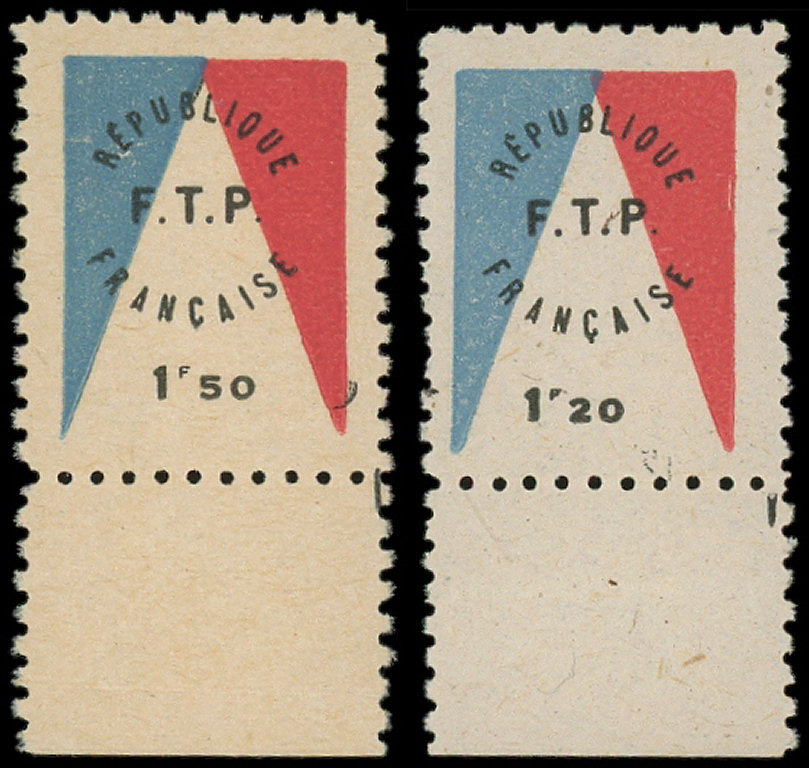 RÉPUBLIQUE
F.T.P.
FRANÇAISE
1F50
RÉPUBLIQUE
F.T.P.
FRANÇAISE
1F20